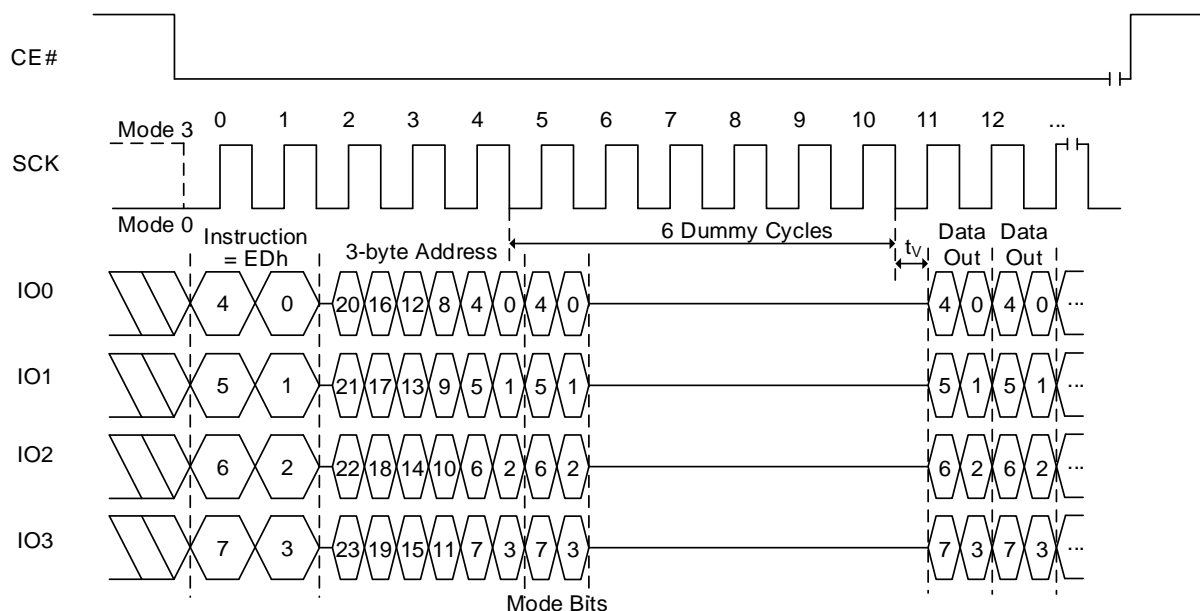 CE#
0 1 2 3 4 5 6 7 8 9 10 11 12 ...
Mode 3
SCK
Mode 0
Instruction
= EDh
3-byte Address
6 Dummy Cycles
tV
Data
Out
Data
Out
IO0 4 0 20 16 12 8 4 0 4 0 4 0 4 0 ...
IO1 5 1 21 17 13 9 5 1 5 1 5 1 5 1 ...
IO2 6 2 22 18 14 10 6 2 6 2 6 2 6 2 ...
IO3 7 3 23 19 15 11 7 3 7 3 7 3 7 3 ...
Mode Bits